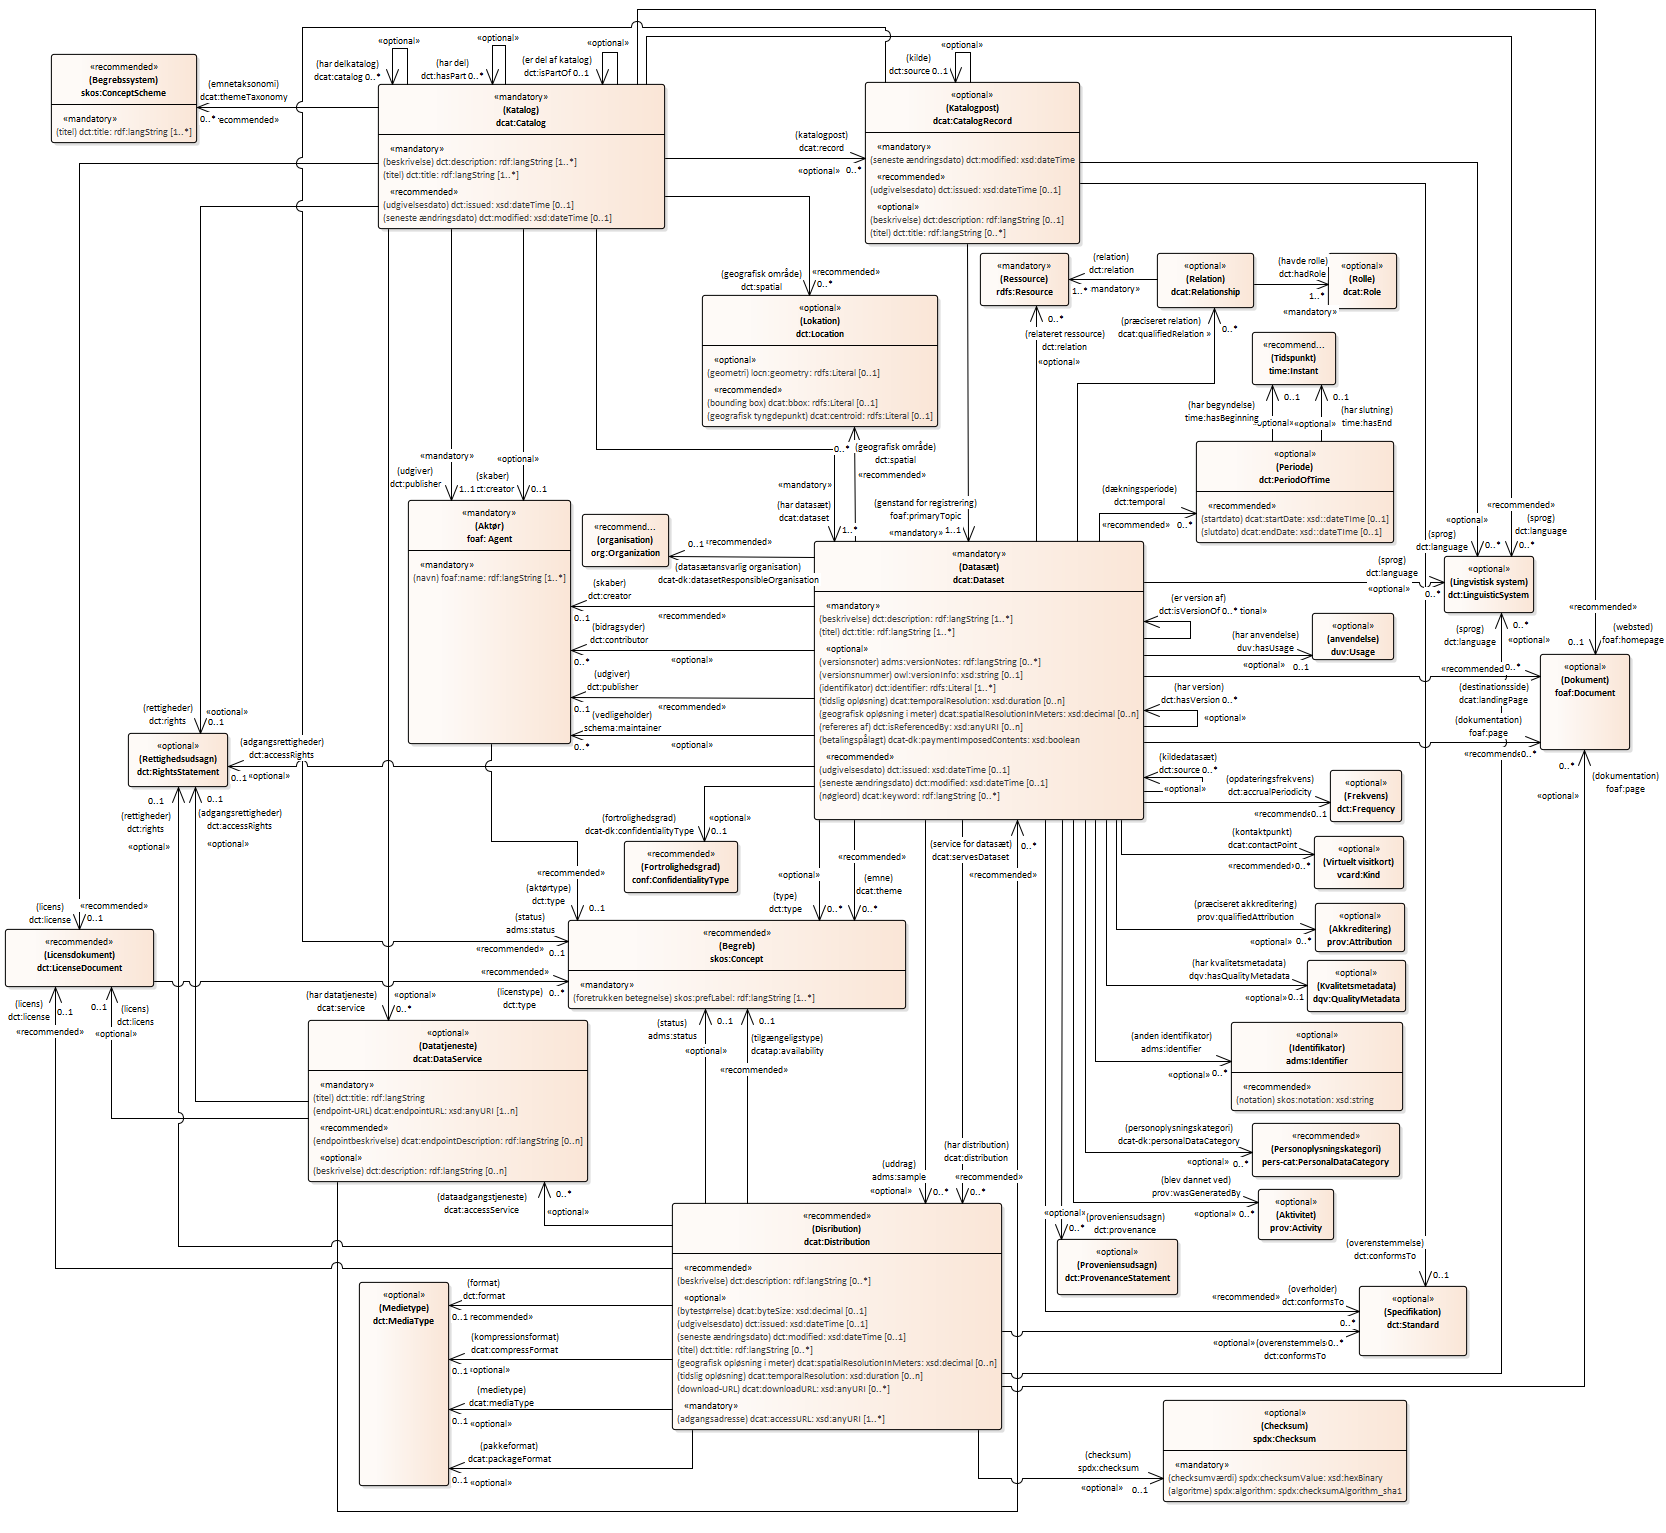 «recommended»
(Begrebssystem)
skos:ConceptScheme
«mandatory»
(titel) dct:title: rdf:langString [1..*]
(emnetaksonomi)
dcat:themeTaxonomy
0..*
ecommended»
«optional»
(har delkatalog)
dcat:catalog 0..*
«optional»
(har del)
dct:hasPart 0..*
«optional»
(er del af katalog)
dct:isPartOf 0..1
«mandatory»
(Katalog)
dcat:Catalog
«mandatory»
(beskrivelse) dct:description: rdf:langString [1..*]
(titel) dct:title: rdf:langString [1..*]
«recommended»
(udgivelsesdato) dct:issued: xsd:dateTime [0..1]
(seneste ændringsdato) dct:modified: xsd:dateTime [0..1]
(katalogpost)
dcat:record
«optional» 0..*
«optional»
(kilde)
dct:source 0..1
«optional»
(Katalogpost)
dcat:CatalogRecord
«mandatory»
(seneste ændringsdato) dct:modified: xsd:dateTime
«recommended»
(udgivelsesdato) dct:issued: xsd:dateTime [0..1]
«optional»
(beskrivelse) dct:description: rdf:langString [0..1]
(titel) dct:title: rdf:langString [0..*]
(geografisk område)
dct:spatial
«recommended»
0..*
«optional»
(Lokation)
dct:Location
«optional»
(geometri) locn:geometry: rdfs:Literal [0..1]
«recommended»
(bounding box) dcat:bbox: rdfs:Literal [0..1]
(geografisk tyngdepunkt) dcat:centroid: rdfs:Literal [0..1]
0..*
(geografisk område)
dct:spatial
«recommended»
«mandatory»
(Ressource)
rdfs:Resource
(relation)
dct:relation
1..*
mandatory»
«optional»
(Relation)
dcat:Relationship
(havde rolle)
dct:hadRole
1..*
«mandatory»
«optional»
(Rolle)
dcat:Role
0..*
(relateret ressource)
dct:relation
«optional»
(præciseret relation)
dcat:qualifiedRelation »
0..*
«recommend...
(Tidspunkt)
time:Instant
(har begyndelse)
time:hasBeginning
0..1
optional»
0..1
(har slutning)
time:hasEnd
«optional»
«optional»
(Periode)
dct:PeriodOfTime
«recommended»
(startdato) dcat:startDate: xsd::dateTime [0..1]
(slutdato) dcat:endDate: xsd::dateTIme [0..1]
(dækningsperiode)
dct:temporal
«recommended» 0..*
«mandatory»
(udgiver)
dct:publisher
1..1
«optional»
(skaber)
ct:creator
0..1
«mandatory»
(Aktør)
foaf: Agent
«mandatory»
(navn) foaf:name: rdf:langString [1..*]
«recommend...
(organisation)
org:Organization
0..1
recommended»
(datasætansvarlig organisation)
dcat-dk:datasetResponsibleOrganisation
«mandatory»
(har datasæt)
dcat:dataset
1..*
(genstand for registrering)
foaf:primaryTopic
«mandatory» 1..1
(skaber)
dct:creator
0..1
«recommended»
(bidragsyder)
dct:contributor
0..*
«optional»
(udgiver)
dct:publisher
0..1
«recommended»
(vedligeholder)
schema:maintainer
0..*
«optional»
«mandatory»
(Datasæt)
dcat:Dataset
«mandatory»
(beskrivelse) dct:description: rdf:langString [1..*]
(titel) dct:title: rdf:langString [1..*]
«optional»
(versionsnoter) adms:versionNotes: rdf:langString [0..*]
(versionsnummer) owl:versionInfo: xsd:string [0..1]
(identifikator) dct:identifier: rdfs:Literal [1..*]
(tidslig opløsning) dcat:temporalResolution: xsd:duration [0..n]
(geografisk opløsning i meter) dcat:spatialResolutionInMeters: xsd:decimal [0..n]
(refereres af) dct:isReferencedBy: xsd:anyURI [0..n]
(betalingspålagt) dcat-dk:paymentImposedContents: xsd:boolean
«recommended»
(udgivelsesdato) dct:issued: xsd:dateTime [0..1]
(seneste ændringsdato) dct:modified: xsd:dateTime [0..1]
(nøgleord) dcat:keyword: rdf:langString [0..*]
(er version af)
dct:isVersionOf 0..*
tional»
(har anvendelse)
duv:hasUsage
«optional» 0..1
«optional»
(anvendelse)
duv:Usage
(har version)
dct:hasVersion 0..*
«optional»
(kildedatasæt)
dct:source 0..*
«optional»
«recommended»
(sprog)
dct:language
0..*
«optional»
(sprog)
dct:language
0..*
(sprog)
dct:language
«optional»
0..*
«optional»
(Lingvistisk system)
dct:LinguisticSystem
0..*
(sprog)
dct:language
«optional»
«recommended»
(websted)
foaf:homepage
0..1
«recommended» 0..*
(destinationsside)
dcat:landingPage
(dokumentation)
foaf:page
«recommende 0..*
«optional»
(Dokument)
foaf:Document
0..*
(dokumentation)
foaf:page
«optional»
(opdateringsfrekvens)
dct:accrualPeriodicity
«recommende 0..1
«optional»
(Frekvens)
dct:Frequency
(kontaktpunkt)
dcat:contactPoint
«recommended» 0..*
«optional»
(Virtuelt visitkort)
vcard:Kind
(præciseret akkreditering)
prov:qualifiedAttribution
«optional» 0..*
«optional»
(Akkreditering)
prov:Attribution
(har kvalitetsmetadata)
dqv:hasQualityMetadata
«optional» 0..1
«optional»
(Kvalitetsmetadata)
dqv:QualityMetadata
(anden identifikator)
adms:identifier
«optional» 0..*
«optional»
(Identifikator)
adms:Identifier
«recommended»
(notation) skos:notation: xsd:string
(personoplysningskategori)
dcat-dk:personalDataCategory
«optional» 0..*
«recommended»
(Personoplysningskategori)
pers-cat:PersonalDataCategory
(blev dannet ved)
prov:wasGeneratedBy
«optional» 0..*
«optional»
(Aktivitet)
prov:Activity
«optional»
0..*
(proveniensudsagn)
dct:provenance
«optional»
(Proveniensudsagn)
dct:ProvenanceStatement
(overenstemmelse)
dct:conformsTo
0..1
(overholder)
«recommended» dct:conformsTo
0..*
«optional» (overenstemmels 0..*
dct:conformsTo
«optional»
(Specifikation)
dct:Standard
(rettigheder)
dct:rights
«optional»
0..1
«optional»
(Rettighedsudsagn)
dct:RightsStatement
(adgangsrettigheder)
dct:accessRights
0..1
«optional»
0..1
(rettigheder)
dct:rights
«optional»
0..1
(adgangsrettigheder)
dct:accessRights
«optional»
(fortrolighedsgrad)
dcat-dk:confidentialityType
«optional»
0..1
«recommended»
(Fortrolighedsgrad)
conf:ConfidentialityType
«recommended»
(aktørtype)
dct:type
0..1
(status)
adms:status
«recommended» 0..1
«recommended»
(licenstype)
dct:type
0..*
«optional»
(type)
dct:type
0..*
«recommended»
(emne)
dcat:theme
0..*
(service for datasæt)
dcat:servesDataset
0..*
«recommended»
«recommended»
(Begreb)
skos:Concept
«mandatory»
(foretrukken betegnelse) skos:prefLabel: rdf:langString [1..*]
(licens)
dct:license
«recommended»
0..1
«recommended»
(Licensdokument)
dct:LicenseDocument
(licens)
dct:license
0..1
«recommended»
0..1
(licens)
dct:licens
«optional»
(har datatjeneste)
dcat:service
«optional»
0..*
«optional»
(Datatjeneste)
dcat:DataService
«mandatory»
(titel) dct:title: rdf:langString
(endpoint-URL) dcat:endpointURL: xsd:anyURI [1..n]
«recommended»
(endpointbeskrivelse) dcat:endpointDescription: rdf:langString [0..n]
«optional»
(beskrivelse) dct:description: rdf:langString [0..n]
(status)
adms:status
0..1
«optional»
0..1
(tilgængeligstype)
dcatap:availability
«recommended»
(dataadgangstjeneste)
dcat:accessService
0..*
«optional»
(uddrag)
adms:sample
«optional»
0..*
(har distribution)
dcat:distribution
«recommended»
0..*
«recommended»
(Disribution)
dcat:Distribution
«recommended»
(beskrivelse) dct:description: rdf:langString [0..*]
«optional»
(bytestørrelse) dcat:byteSize: xsd:decimal [0..1]
(udgivelsesdato) dct:issued: xsd:dateTime [0..1]
(seneste ændringsdato) dct:modified: xsd:dateTime [0..1]
(titel) dct:title: rdf:langString [0..*]
(geografisk opløsning i meter) dcat:spatialResolutionInMeters: xsd:decimal [0..n]
(tidslig opløsning) dcat:temporalResolution: xsd:duration [0..n]
(download-URL) dcat:downloadURL: xsd:anyURI [0..*]
«mandatory»
(adgangsadresse) dcat:accessURL: xsd:anyURI [1..*]
«optional»
(Medietype)
dct:MediaType
(format)
dct:format
0..1 recommended»
(kompressionsformat)
dcat:compressFormat
0..1 optional»
(medietype)
dcat:mediaType
0..1 «optional»
(pakkeformat)
dcat:packageFormat
0..1 «optional»
(checksum)
spdx:checksum
«optional» 0..1
«optional»
(Checksum)
spdx:Checksum
«mandatory»
(checksumværdi) spdx:checksumValue: xsd:hexBinary
(algoritme) spdx:algorithm: spdx:checksumAlgorithm_sha1